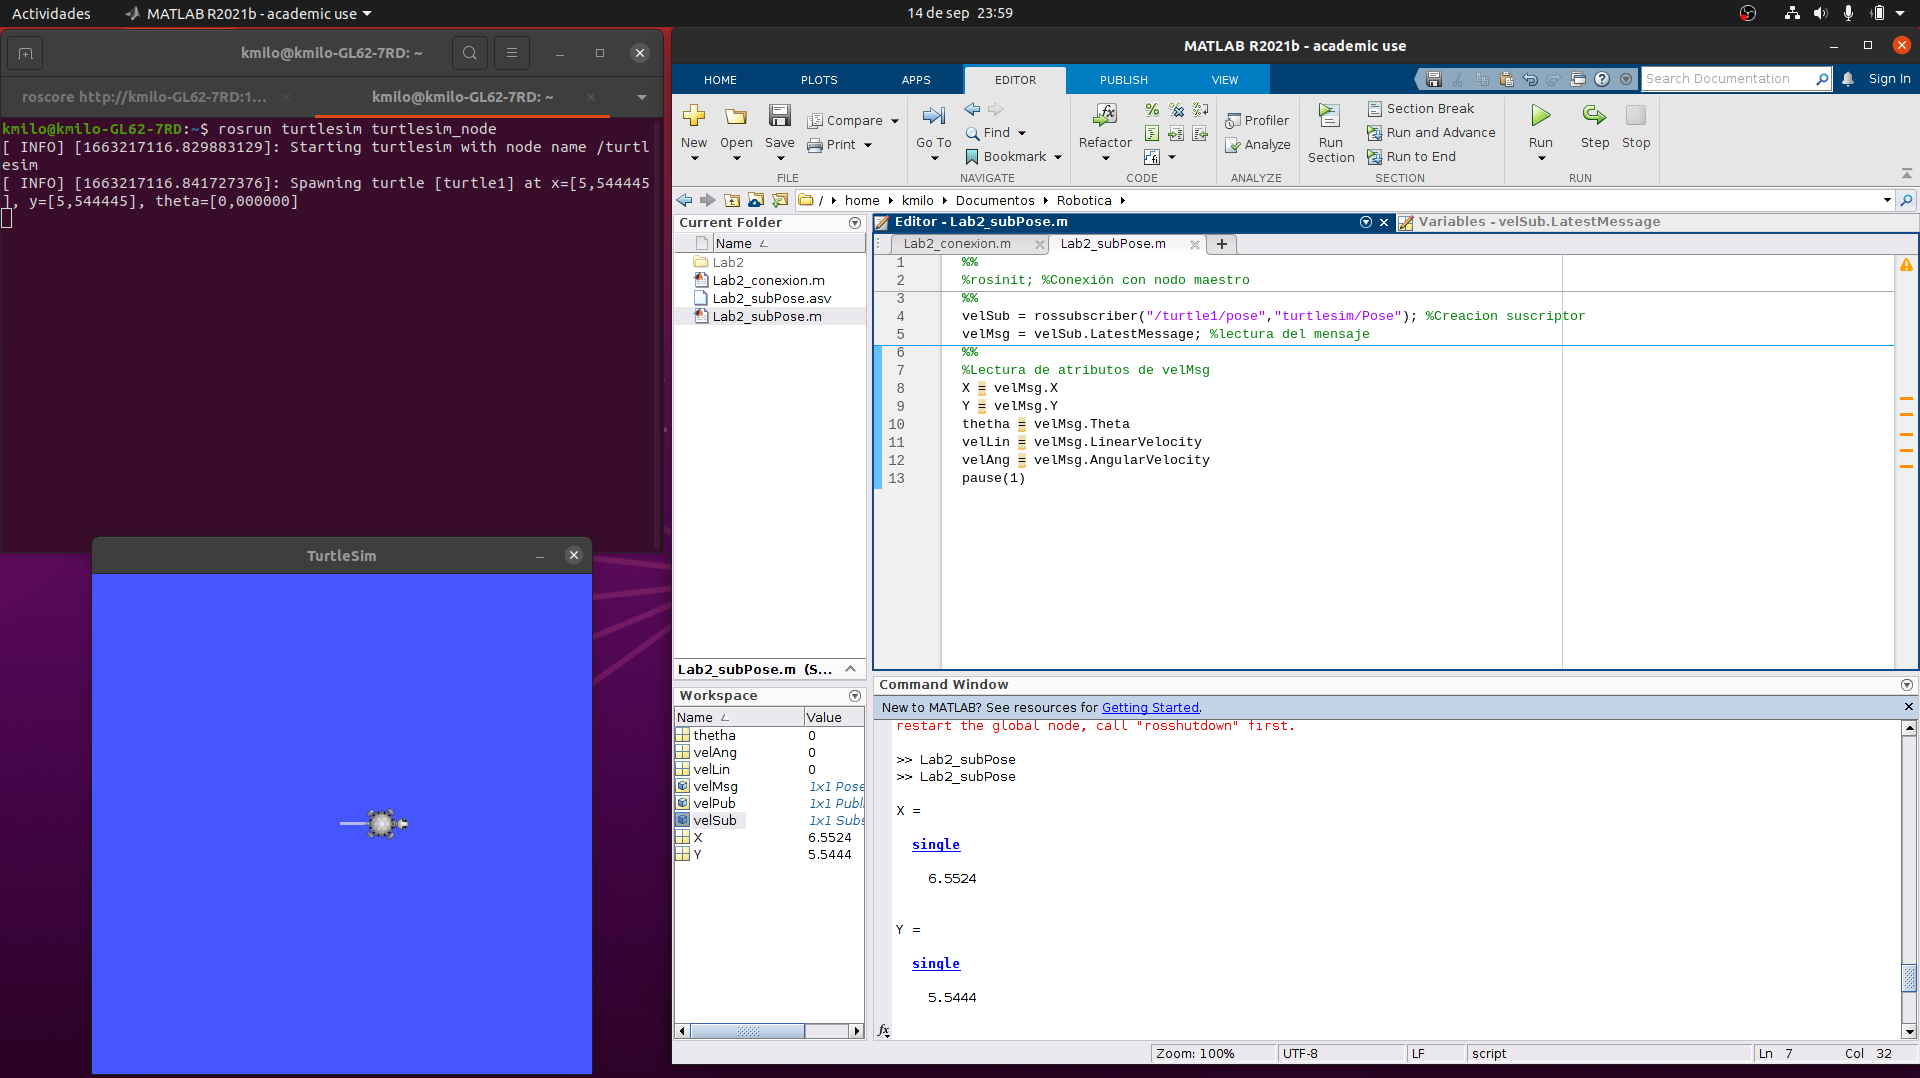 Actividades
MATLAB R2021b - academic use
14 de sep 23:59
kmilo@kmilo-GL62-7RD: ~
roscore http://kmilo-GL62-7RD:1...
kmilo@kmilo-GL62-7RD: ~
kmilo@kmilo-GL62-7RD:~$ rosrun turtlesim turtlesim_node
[ INFO] [1663217116.829883129]: Starting turtlesim with node name /turtl
esim
[ INFO] [1663217116.841727376]: Spawning turtle [turtle1] at x=[5,544445
], y=[5,544445], theta=[0,000000]
TurtleSim
MATLAB R2021b - academic use
HOME
PLOTS
APPS
EDITOR
PUBLISH
VIEW
Search Documentation
Sign In
New
Open
Save
Compare
Print
FILE
Go To
Find
Bookmark
NAVIGATE
Refactor
CODE
Profiler
Analyze
ANALYZE
Run
Section
Section Break
Run and Advance
Run to End
SECTION
Run
Step
Stop
RUN
/ home kmilo Documentos Robotica
Current Folder
Name
Lab2
Lab2_conexion.m
Lab2_subPose.asv
Lab2_subPose.m
Lab2_subPose.m (S...
Workspace
Name Value
thetha 0
velAng 0
velLin 0
velMsg 1x1 Pose
velPub 1x1 Publ
velSub 1x1 Subs
X 6.5524
Y 5.5444
Editor - Lab2_subPose.m
Variables - velSub.LatestMessage
Lab2_conexion.m
Lab2_subPose.m
1 %%
2 %rosinit; %Conexión con nodo maestro
3 %%
4 velSub = rossubscriber("/turtle1/pose","turtlesim/Pose"); %Creacion suscriptor
5 velMsg = velSub.LatestMessage; %lectura del mensaje
6 %%
7 %Lectura de atributos de velMsg
8 X = velMsg.X
9 Y = velMsg.Y
10 thetha = velMsg.Theta
11 velLin = velMsg.LinearVelocity
12 velAng = velMsg.AngularVelocity
13 pause(1)
Command Window
New to MATLAB? See resources for Getting Started.
restart the global node, call "rosshutdown" first.
>> Lab2_subPose
>> Lab2_subPose
X =
single
6.5524
Y =
single
5.5444
fx
Zoom: 100%
UTF-8
LF
script
Ln 7
Col 32